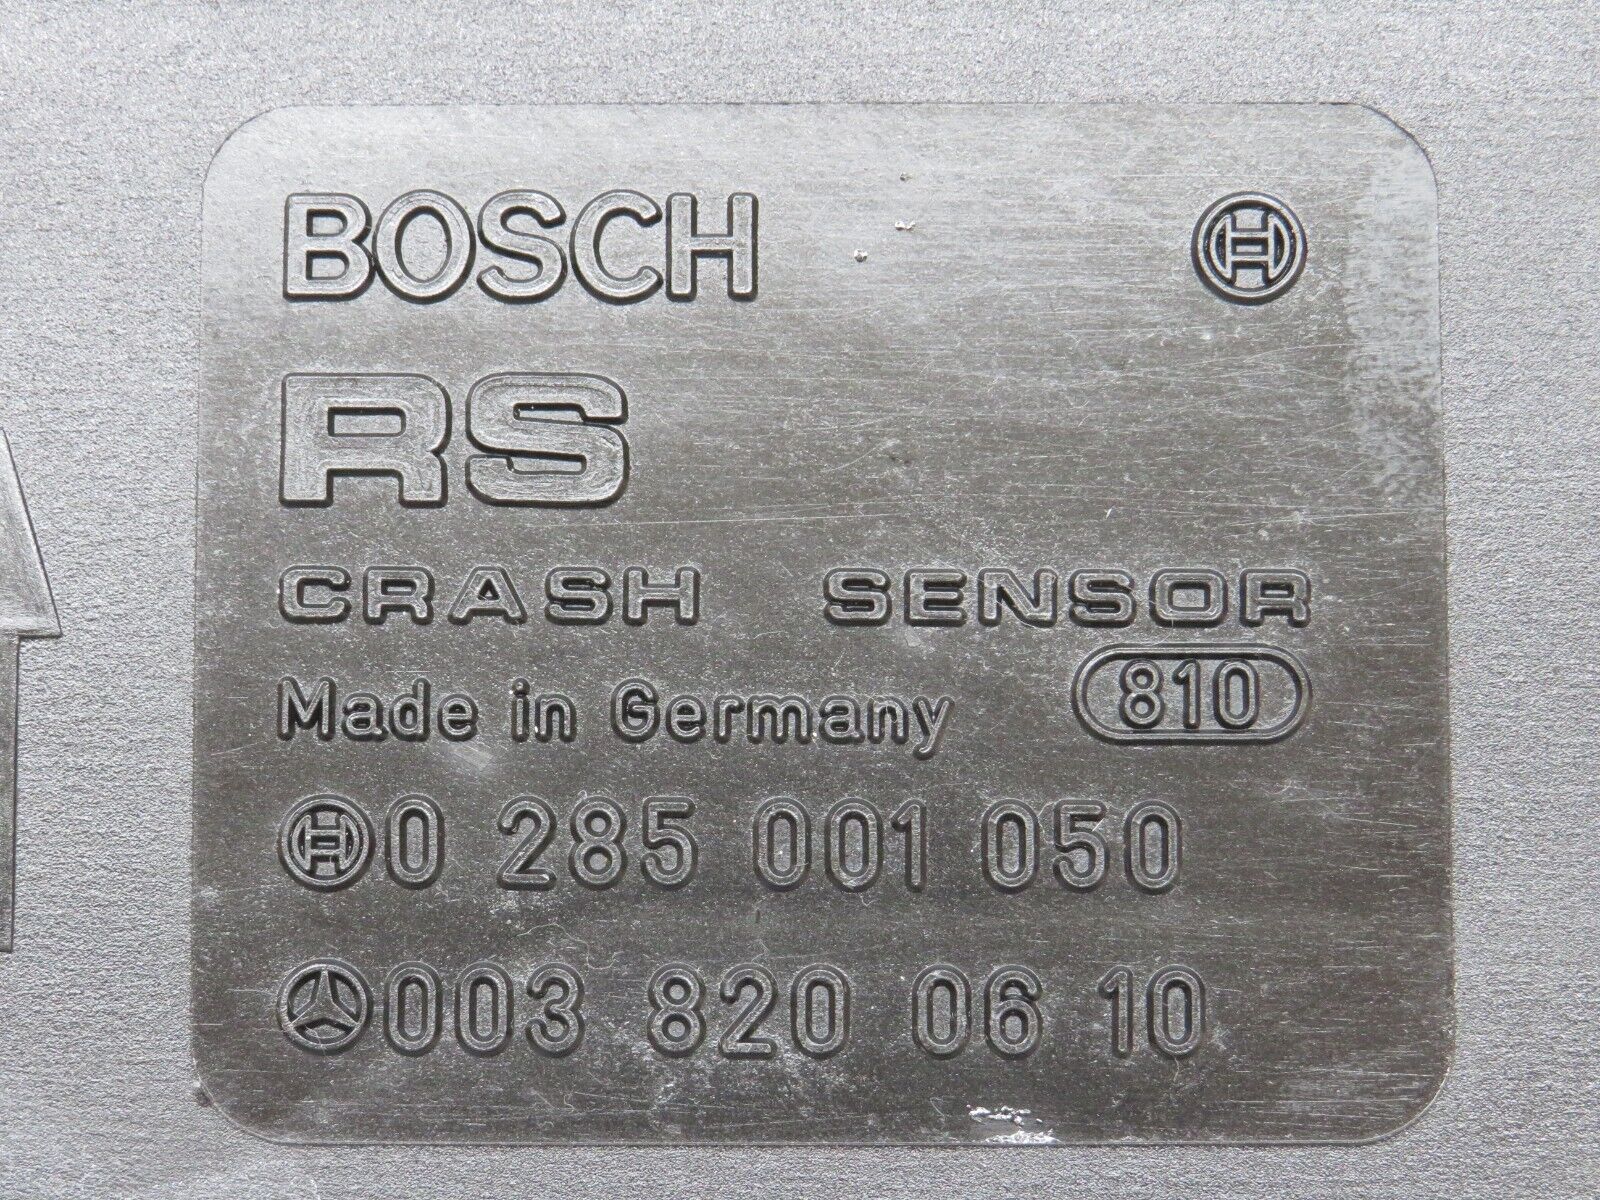 BOSCH
RS
CRASH SENSOR
Made in Germany 810
0 285 001 050
003 820 06 10